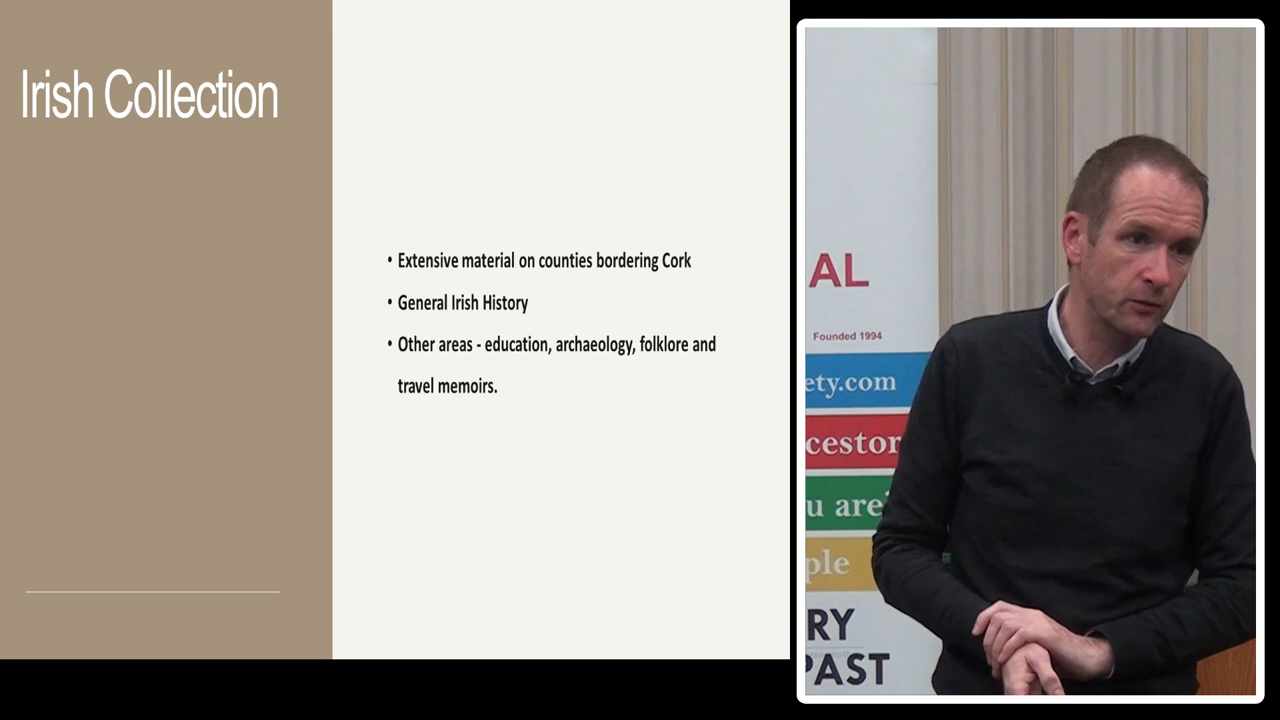 Irish Collection
• Extensive material on counties bordering Cork
• General Irish History
• Other areas - education, archaeology, folklore and
travel memoirs.
AL
Founded 1994
ety.com
cestor
u are?
ple
RY
PAST